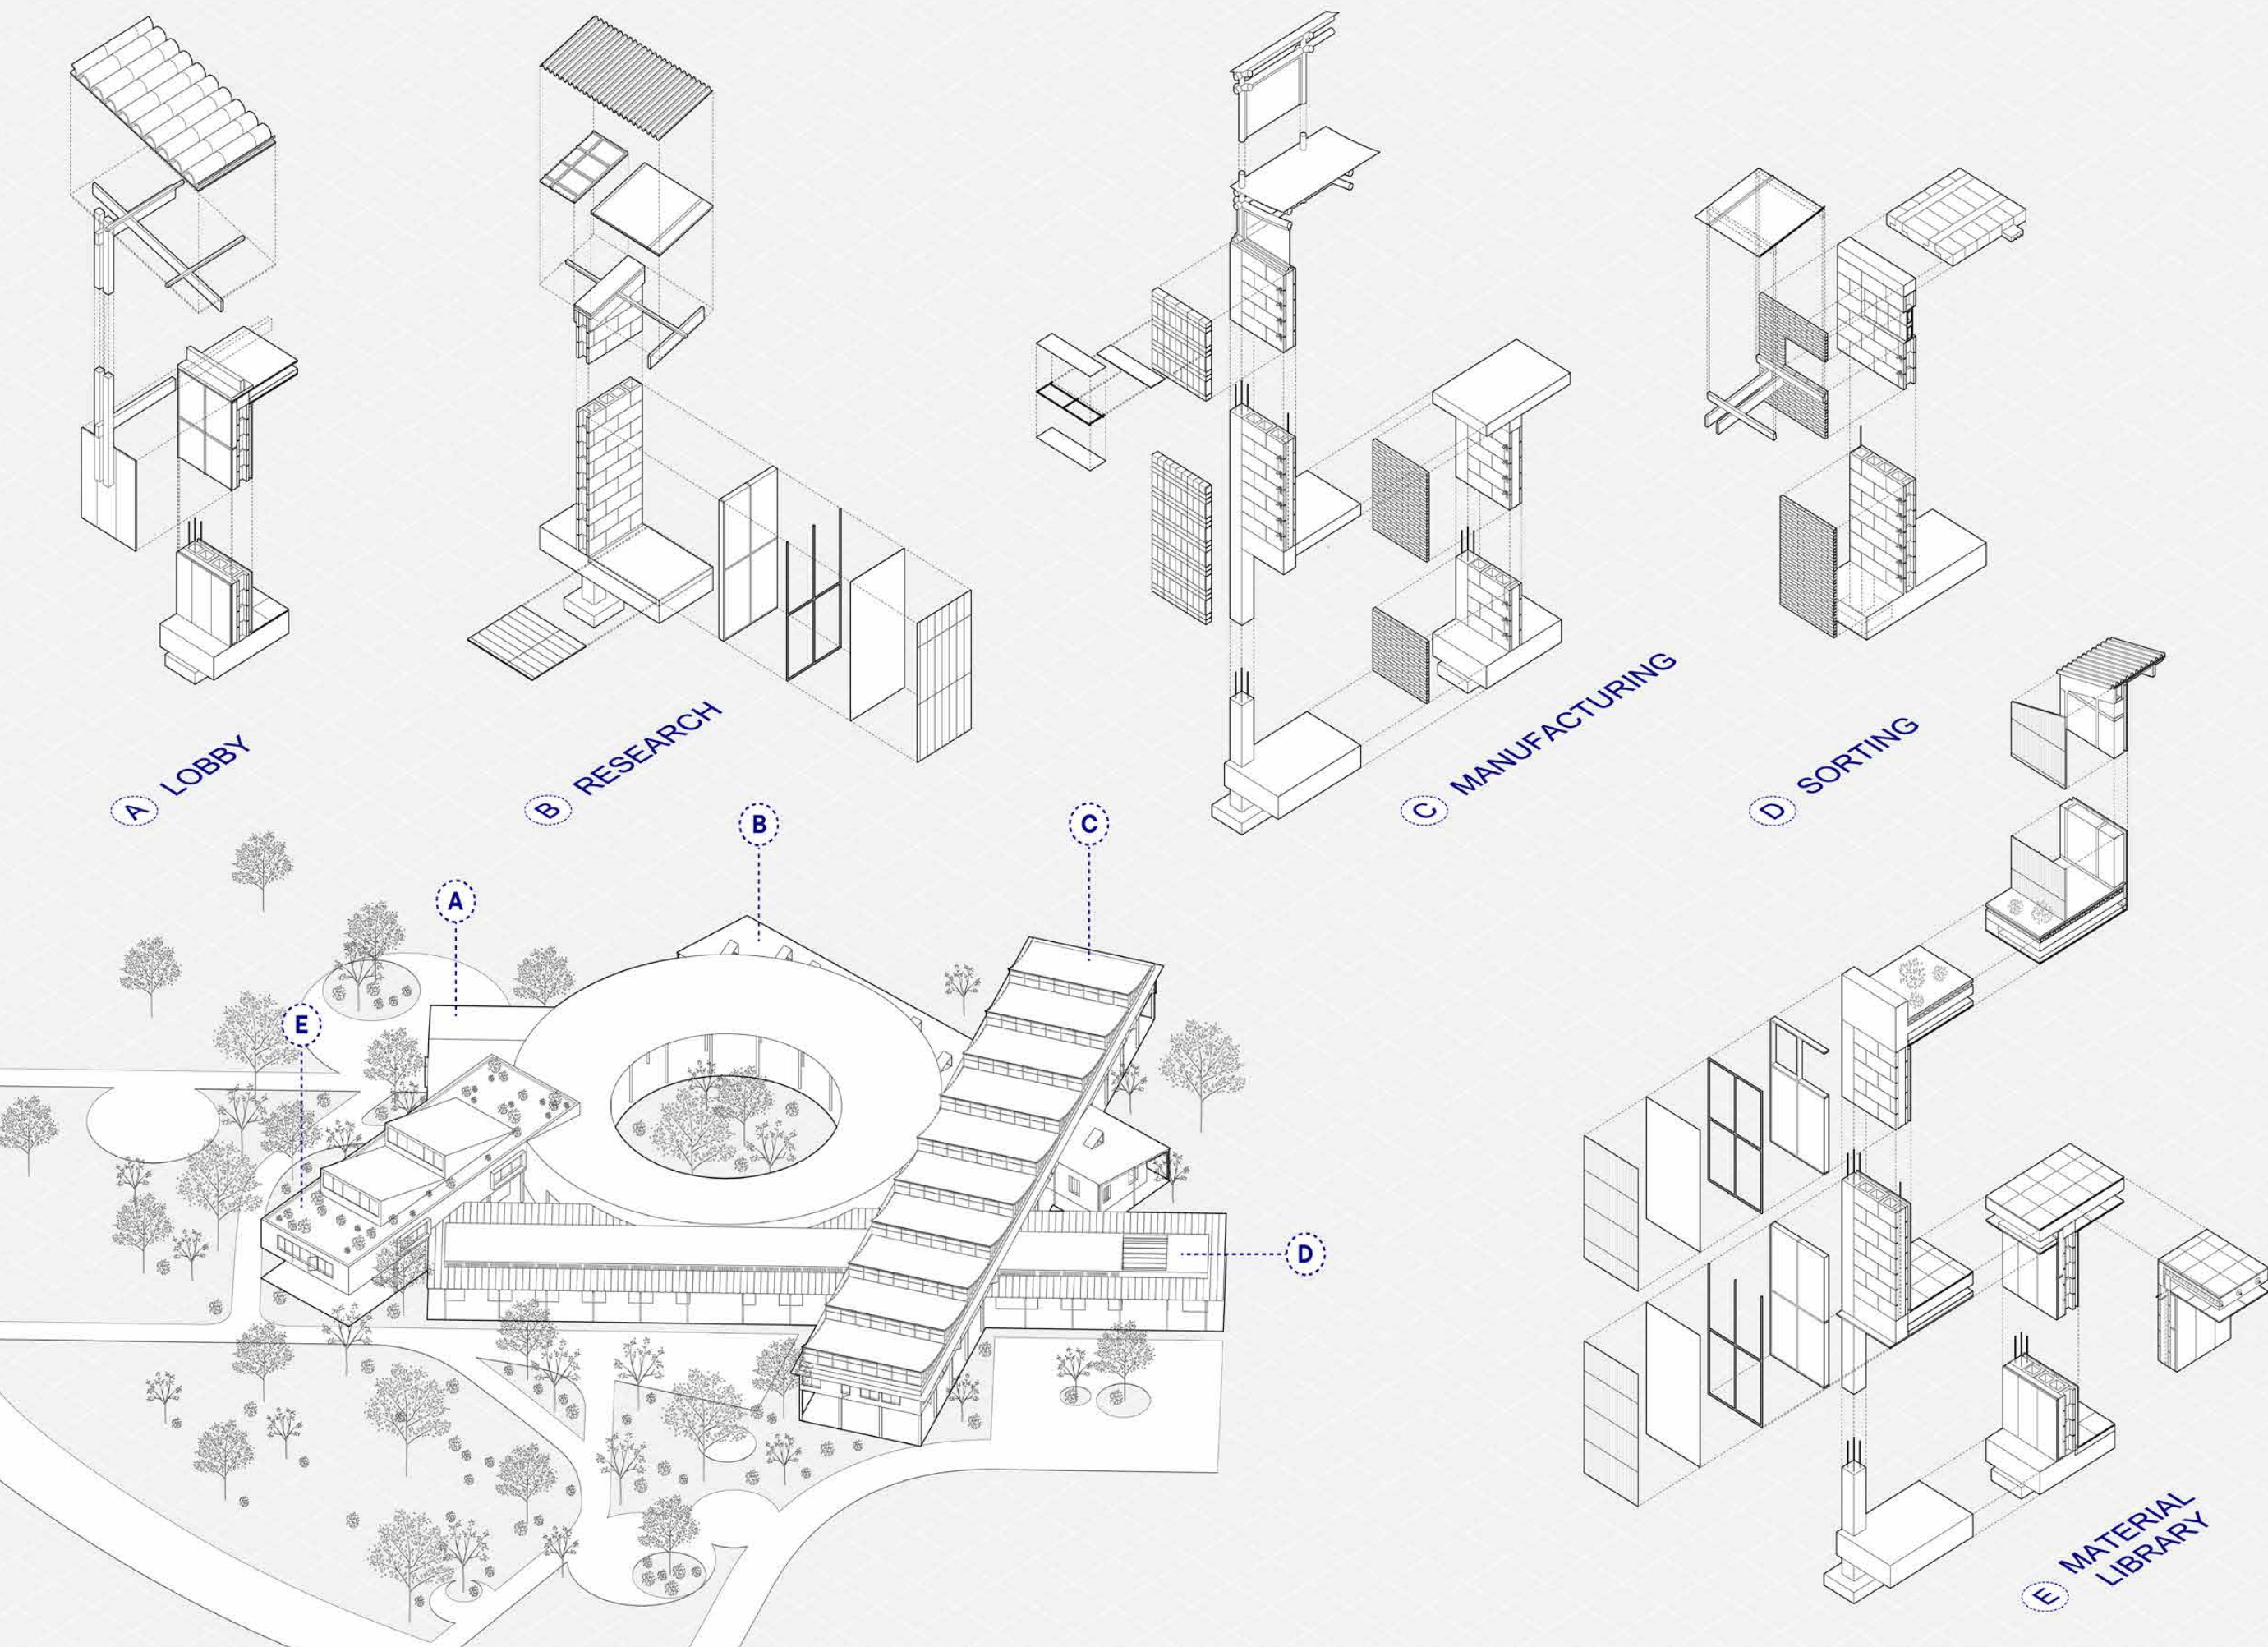 A LOBBY
B RESEARCH
C MANUFACTURING
D SORTING
B
C
A
E
D
E MATERIAL
LIBRARY